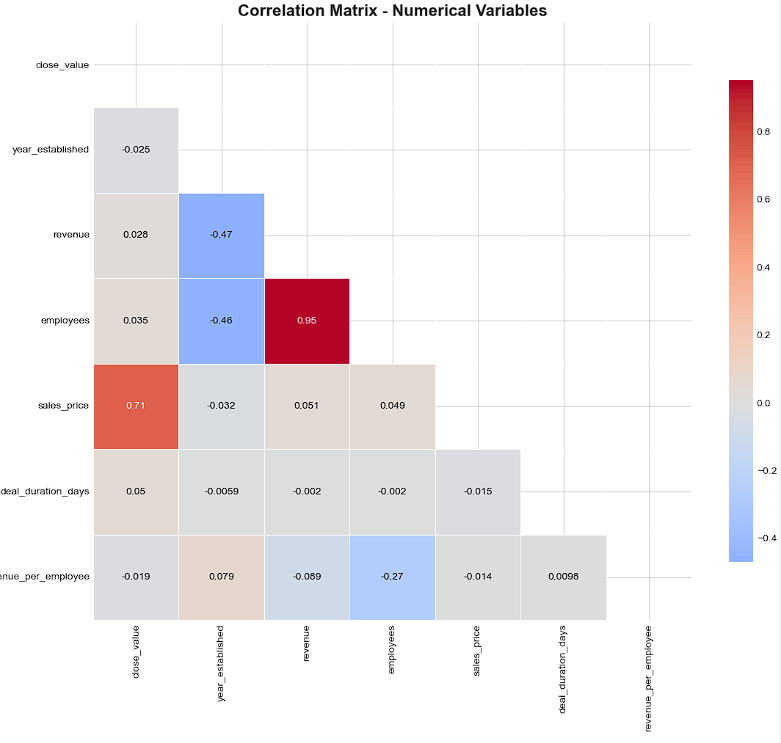 Correlation Matrix - Numerical Variables
close_value
year_established -0.025
revenue 0.028 -0.47
employees 0.035 -0.46 0.95
sales_price 0.71 -0.032 0.051 0.049
deal_duration_days 0.05 -0.0059 -0.002 -0.002 -0.015
enue_per_employee -0.019 0.079 -0.089 -0.27 -0.014 0.0098
close_value
year_established
revenue
employees
sales_price
deal_duration_days
revenue_per_employee
0.8
0.6
0.4
0.2
0.0
−0.2
−0.4